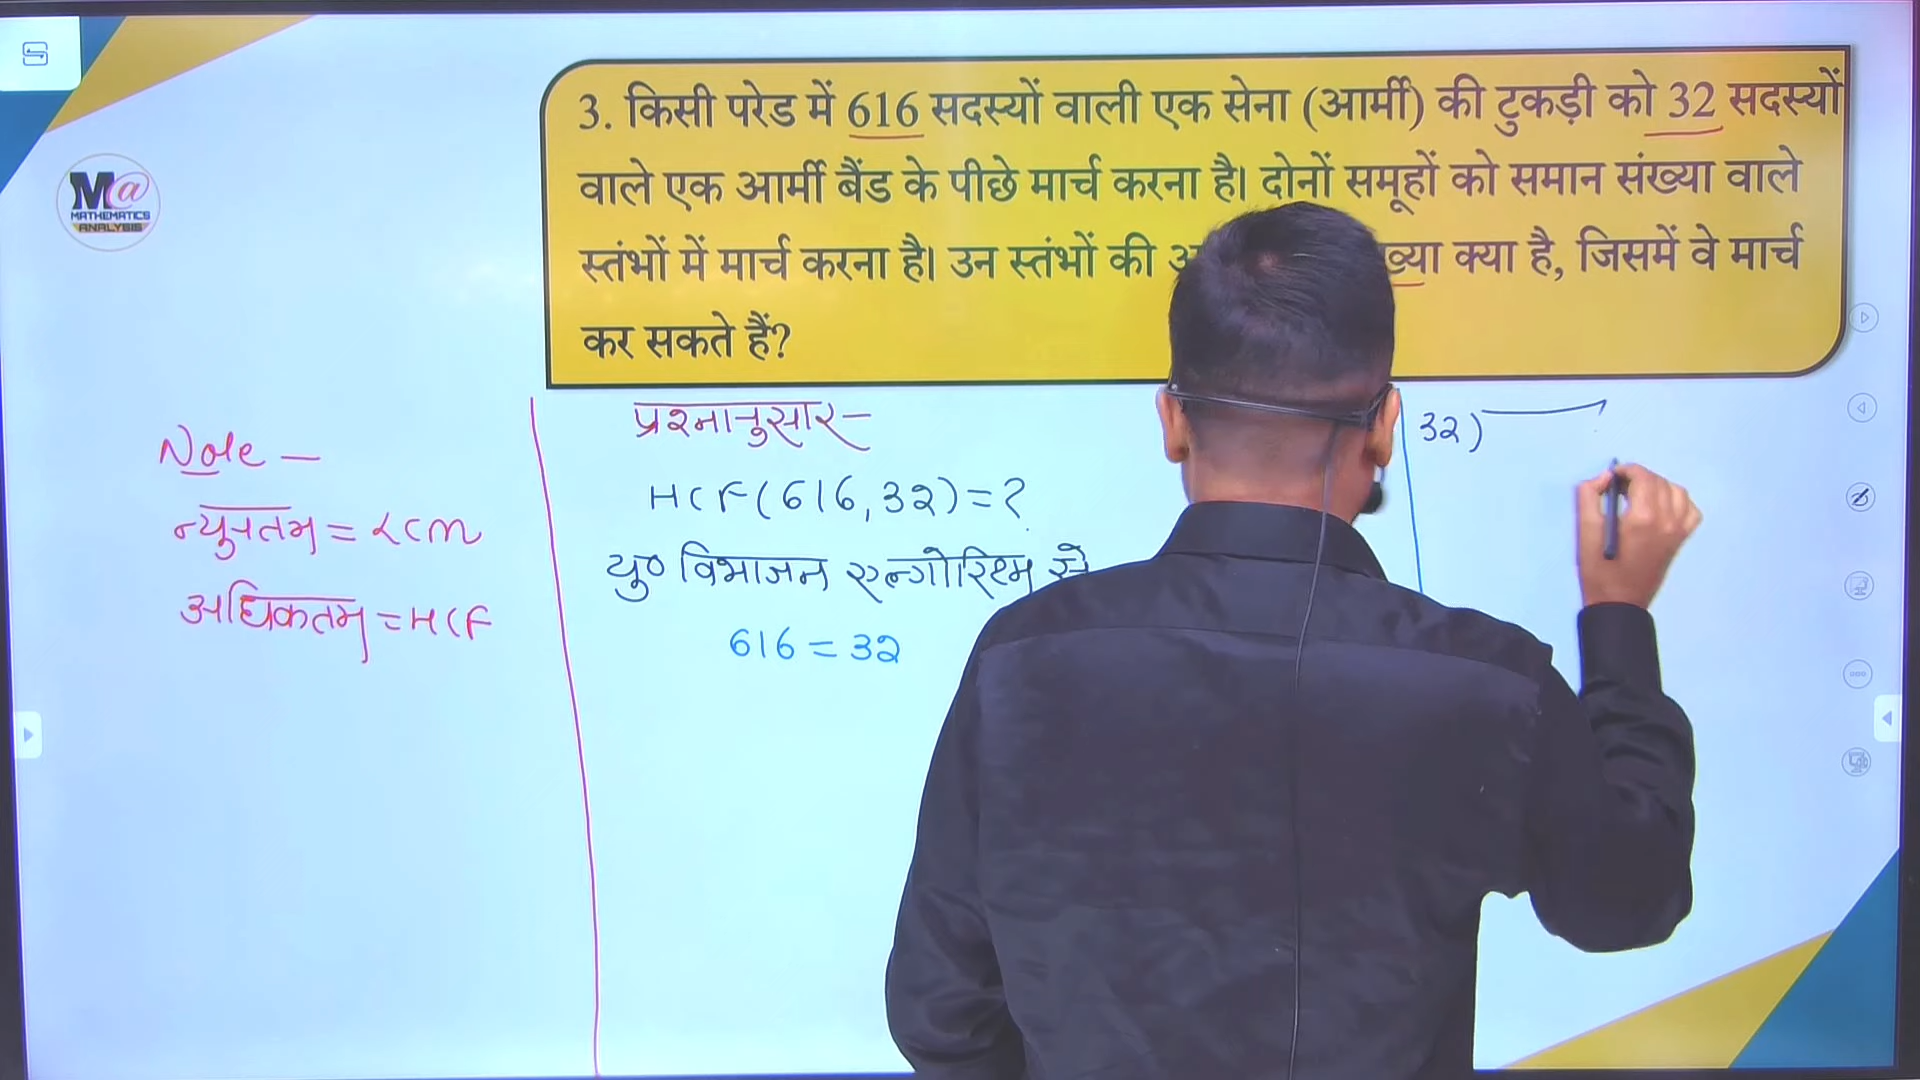 3. किसी परेड में 616 सदस्यों वाली एक सेना (आर्मी) की टुकड़ी को 32 सदस्यों
वाले एक आर्मी बैंड के पीछे मार्च करना है। दोनों समूहों को समान संख्या वाले
स्तंभों में मार्च करना है। उन स्तंभों की क्या है, जिसमें वे मार्च
कर सकते हैं?
M@
MATHEMATICS
ANALYSIS
Note —
न्यूनतम = LCM
अधिकतम = HCF
प्रश्नानुसार—
HCF(616,32)=?
यु० विभाजन एल्गोरिथ्म से
616 = 32
32)